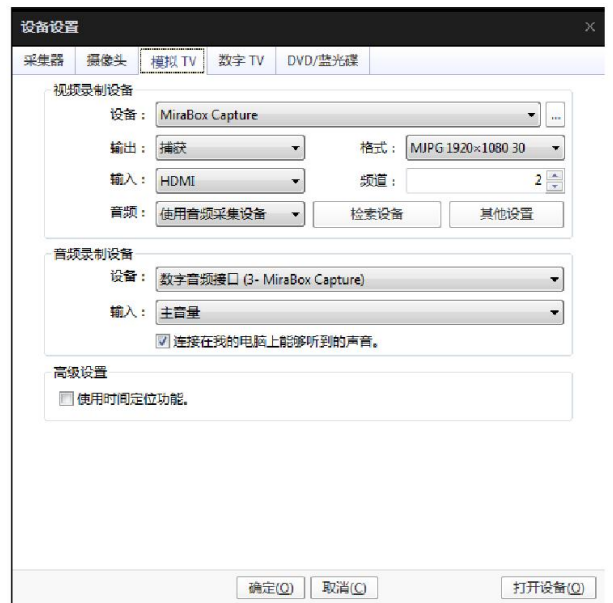 设备设置
采集器 摄像头 模拟 TV 数字 TV DVD/蓝光碟
视频录制设备
设备： MiraBox Capture ...
输出： 捕获 格式： MJPG 1920×1080 30
输入： HDMI 频道： 2
音频： 使用音频采集设备 检索设备 其他设置
音频录制设备
设备： 数字音频接口 (3- MiraBox Capture)
输入： 主音量
连接在我的电脑上能够听到的声音。
高级设置
使用时间定位功能。
确定(O) 取消(C) 打开设备(O)